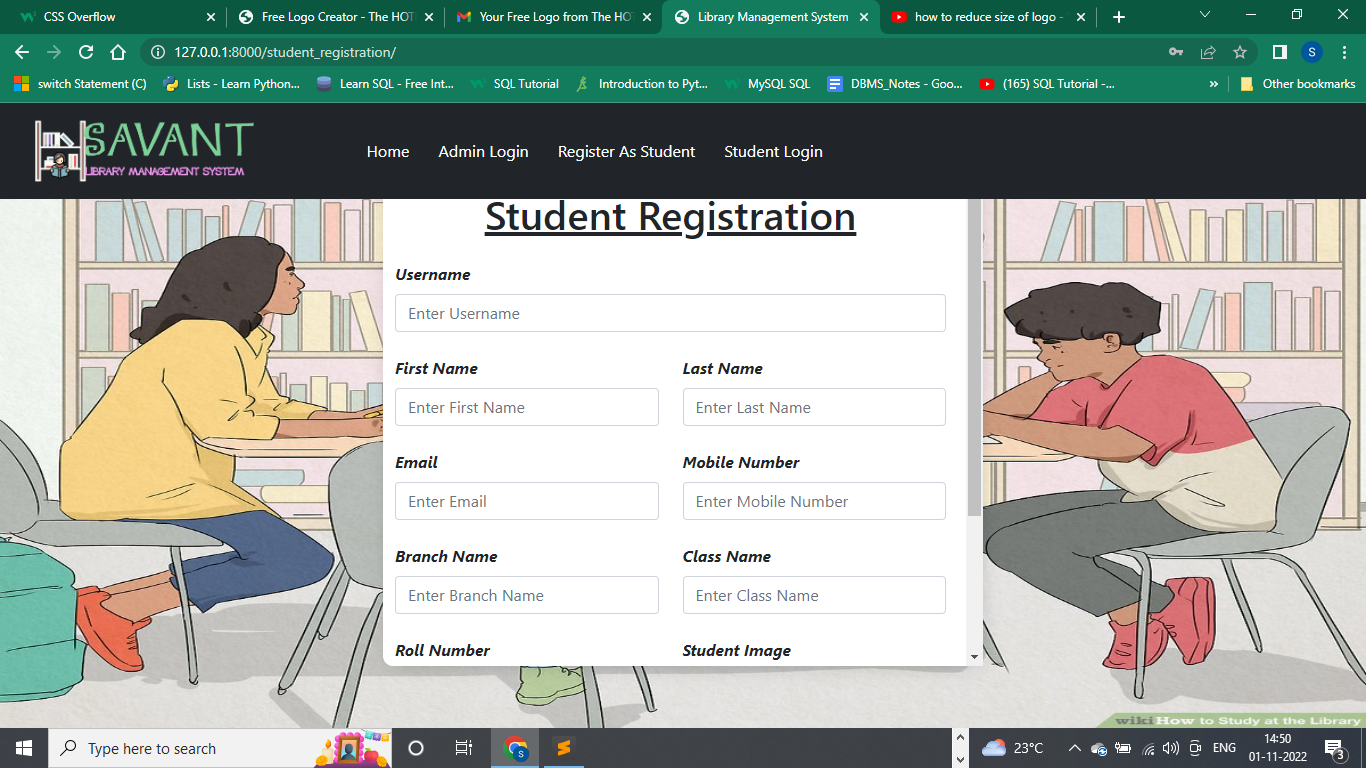 CSS Overflow
Free Logo Creator - The HOT
Your Free Logo from The HOT
Library Management System
how to reduce size of logo -
127.0.0.1:8000/student_registration/
S
switch Statement (C)
Lists - Learn Python...
Learn SQL - Free Int...
SQL Tutorial
Introduction to Pyt...
MySQL SQL
DBMS_Notes - Goo...
(165) SQL Tutorial -...
»
Other bookmarks
SAVANT
LIBRARY MANAGEMENT SYSTEM
Home
Admin Login
Register As Student
Student Login
Student Registration
Username
Enter Username
First Name
Last Name
Enter First Name
Enter Last Name
Email
Mobile Number
Enter Email
Enter Mobile Number
Branch Name
Class Name
Enter Branch Name
Enter Class Name
Roll Number
Student Image
wikiHow to Study at the Library
Type here to search
S
23°C
ENG
14:50
01-11-2022
3